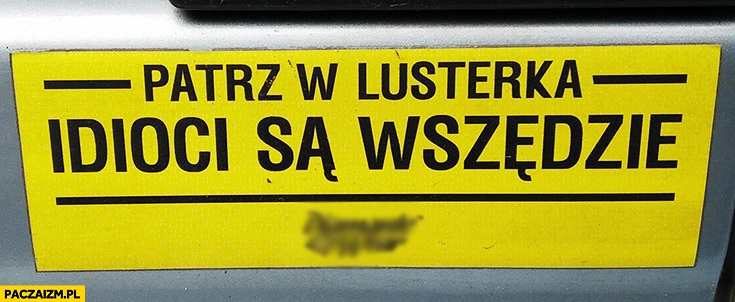 PATRZ W LUSTERKA
IDIOCI SĄ WSZĘDZIE
PACZAIZM.PL